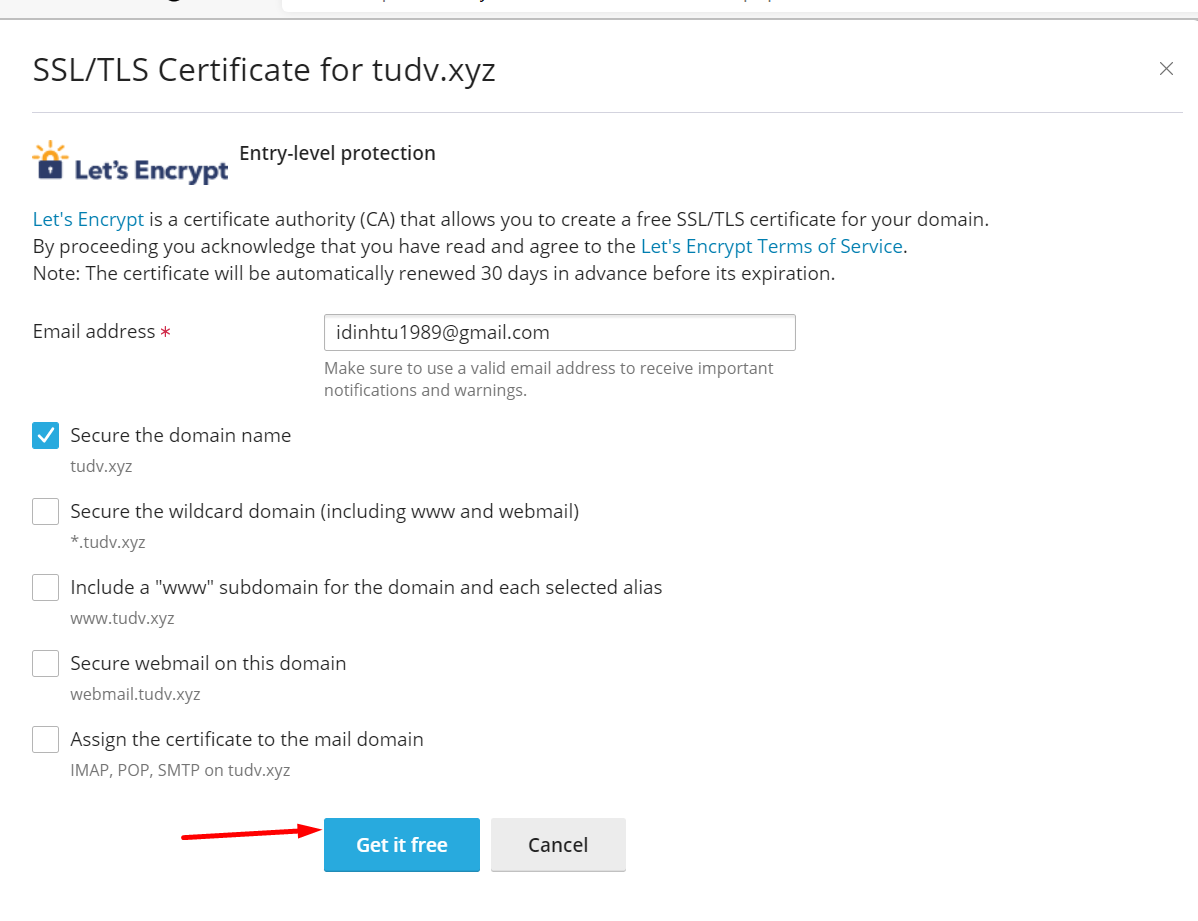 SSL/TLS Certificate for tudv.xyz
Let's Encrypt
Entry-level protection
Let's Encrypt is a certificate authority (CA) that allows you to create a free SSL/TLS certificate for your domain.
By proceeding you acknowledge that you have read and agree to the Let's Encrypt Terms of Service.
Note: The certificate will be automatically renewed 30 days in advance before its expiration.
Email address *
idinhtu1989@gmail.com
Make sure to use a valid email address to receive important
notifications and warnings.
Secure the domain name
tudv.xyz
Secure the wildcard domain (including www and webmail)
*.tudv.xyz
Include a "www" subdomain for the domain and each selected alias
www.tudv.xyz
Secure webmail on this domain
webmail.tudv.xyz
Assign the certificate to the mail domain
IMAP, POP, SMTP on tudv.xyz
Get it free
Cancel